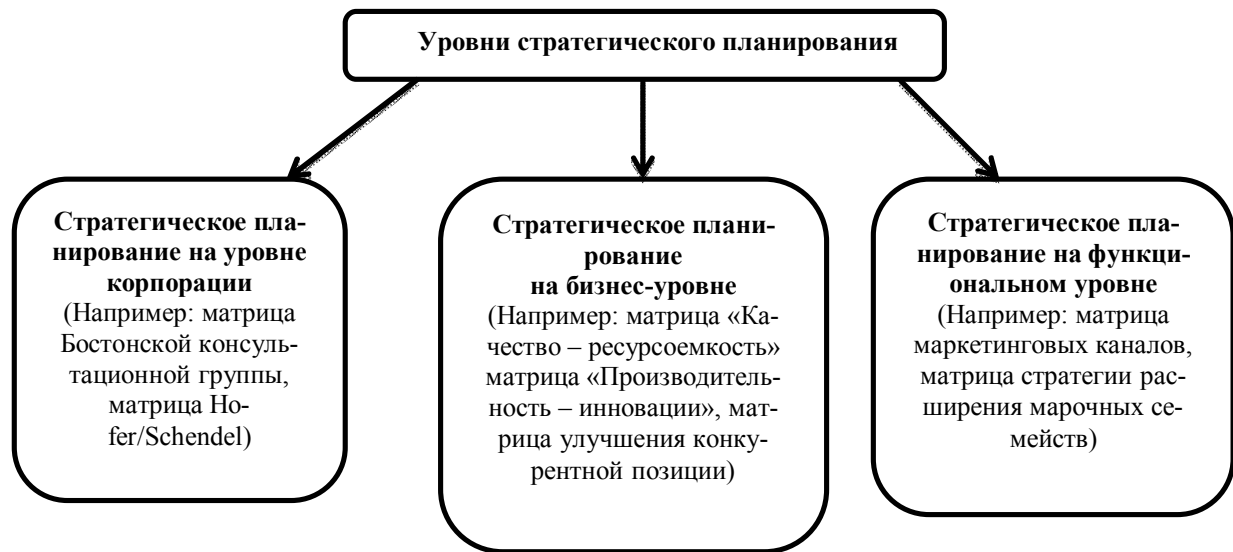 Уровни стратегического планирования
Стратегическое пла-
нирование на уровне
корпорации
(Например: матрица
Бостонской консуль-
тационной группы,
матрица Ho-
fer/Schendel)
Стратегическое плани-
рование
на бизнес-уровне
(Например: матрица «Ка-
чество – ресурсоемкость»
матрица «Производитель-
ность – инновации», мат-
рица улучшения конку-
рентной позиции)
Стратегическое пла-
нирование на функци-
ональном уровне
(Например: матрица
маркетинговых каналов,
матрица стратегии рас-
ширения марочных се-
мейств)